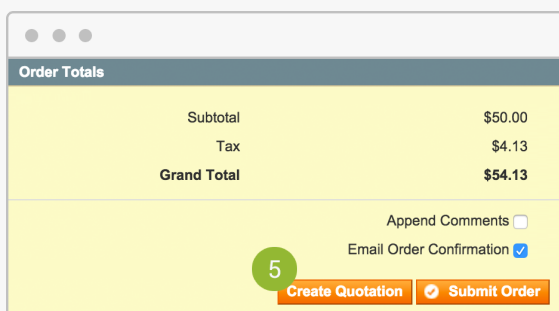 Order Totals
Subtotal $50.00
Tax $4.13
Grand Total $54.13
Append Comments
Email Order Confirmation
5
Create Quotation Submit Order